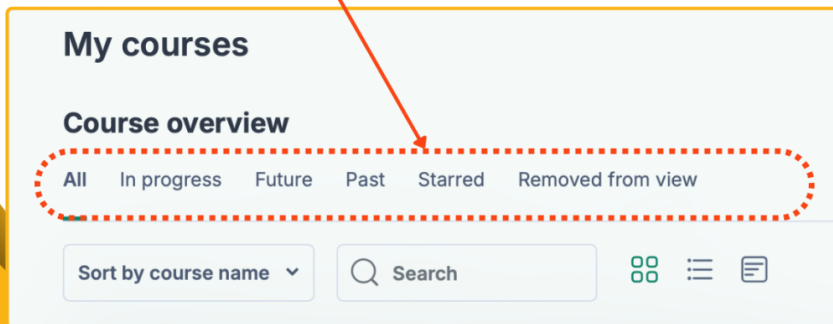 My courses
Course overview
All In progress Future Past Starred Removed from view
Sort by course name Search